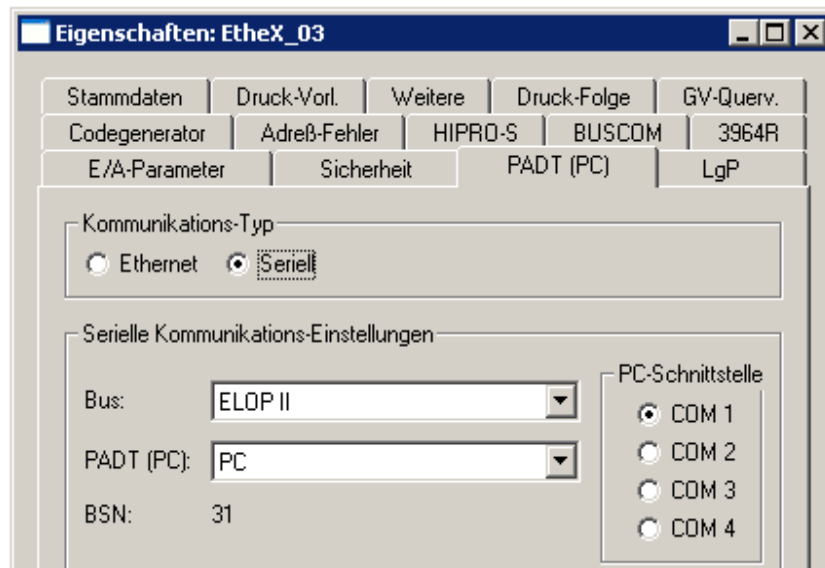 Eigenschaften: EtheX_03
Stammdaten Druck-Vorl. Weitere Druck-Folge GV-Querv.
Codegenerator Adreß-Fehler HIPRO-S BUSCOM 3964R
E/A-Parameter Sicherheit PADT (PC) LgP
Kommunikations-Typ
Ethernet Seriell
Serielle Kommunikations-Einstellungen
PC-Schnittstelle
Bus: ELOP II
COM 1
COM 2
PADT (PC): PC
COM 3
BSN: 31
COM 4